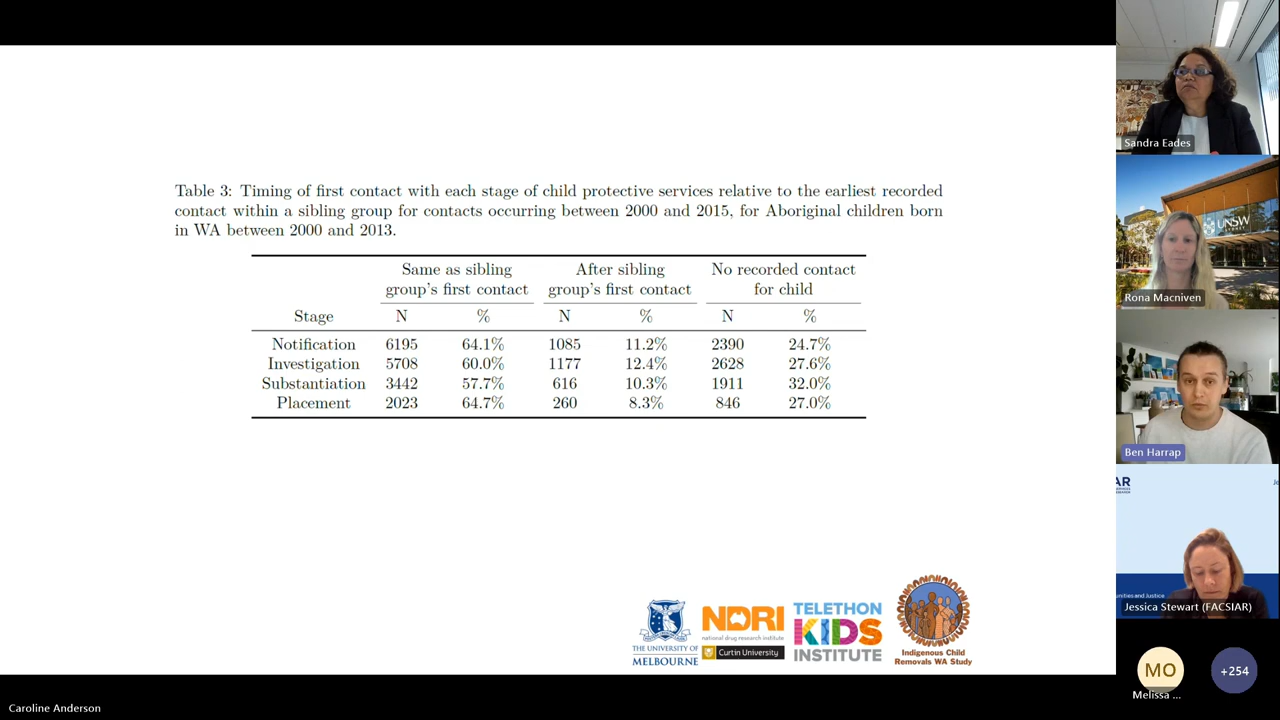 Table 3: Timing of first contact with each stage of child protective services relative to the earliest recorded
contact within a sibling group for contacts occurring between 2000 and 2015, for Aboriginal children born
in WA between 2000 and 2013.
Same as sibling After sibling No recorded contact
group's first contact group's first contact for child
Stage N % N % N %
Notification 6195 64.1% 1085 11.2% 2390 24.7%
Investigation 5708 60.0% 1177 12.4% 2628 27.6%
Substantiation 3442 57.7% 616 10.3% 1911 32.0%
Placement 2023 64.7% 260 8.3% 846 27.0%
THE UNIVERSITY OF
MELBOURNE
NDRI
national drug research institute
Curtin University
TELETHON
KIDS
INSTITUTE
Indigenous Child
Removals WA Study
Sandra Eades
UNSW
SYDNEY
Rona Macniven
Ben Harrap
AR
unities and Justice
Jessica Stewart (FACSIAR)
MO
Melissa ...
+254
Caroline Anderson